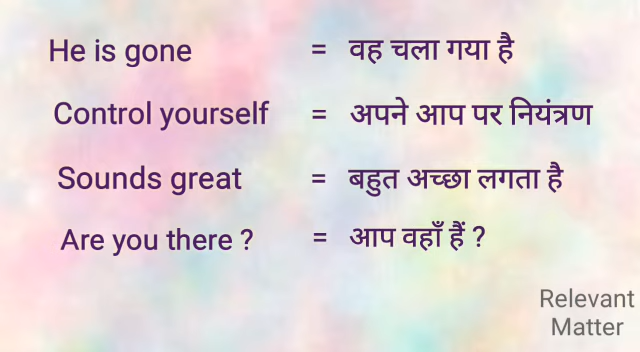 He is gone = वह चला गया है
Control yourself = अपने आप पर नियंत्रण
Sounds great = बहुत अच्छा लगता है
Are you there ? = आप वहाँ हैं ?
Relevant
Matter